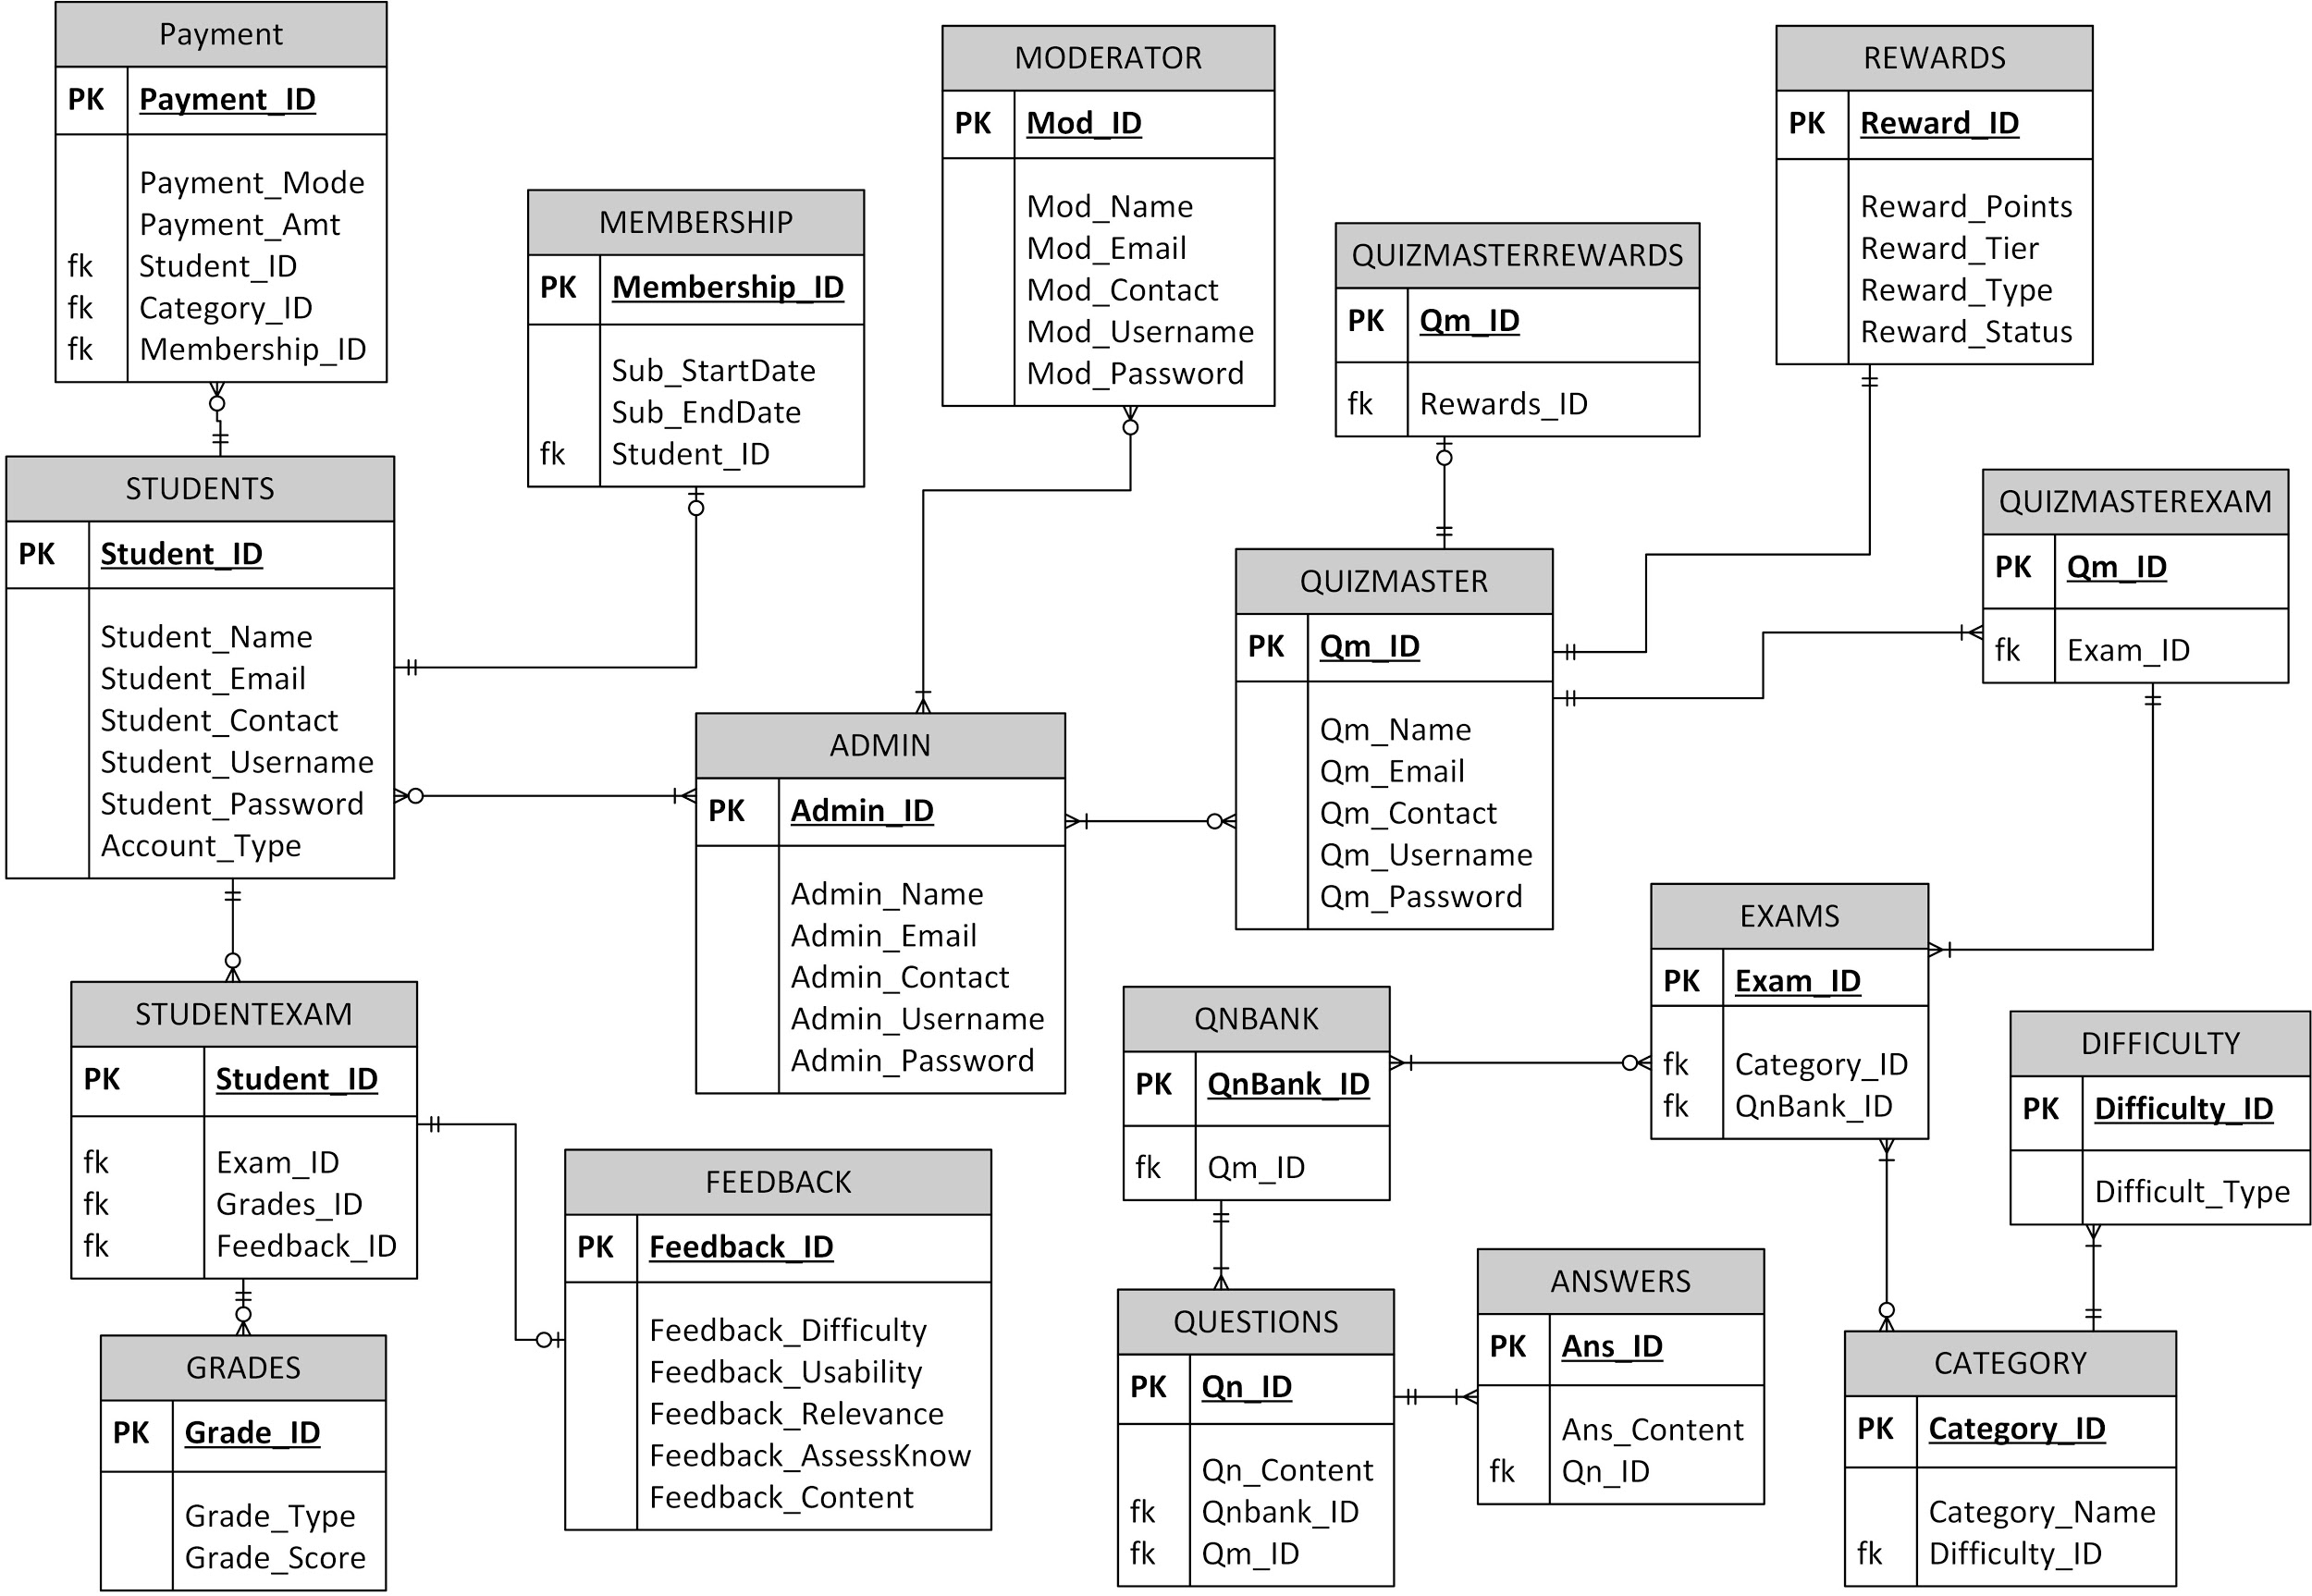 Payment
PK Payment_ID
Payment_Mode
Payment_Amt
fk Student_ID
fk Category_ID
fk Membership_ID
MEMBERSHIP
PK Membership_ID
Sub_StartDate
Sub_EndDate
fk Student_ID
MODERATOR
PK Mod_ID
Mod_Name
Mod_Email
Mod_Contact
Mod_Username
Mod_Password
QUIZMASTERREWARDS
PK Qm_ID
fk Rewards_ID
REWARDS
PK Reward_ID
Reward_Points
Reward_Tier
Reward_Type
Reward_Status
STUDENTS
PK Student_ID
Student_Name
Student_Email
Student_Contact
Student_Username
Student_Password
Account_Type
ADMIN
PK Admin_ID
Admin_Name
Admin_Email
Admin_Contact
Admin_Username
Admin_Password
QUIZMASTER
PK Qm_ID
Qm_Name
Qm_Email
Qm_Contact
Qm_Username
Qm_Password
QUIZMASTEREXAM
PK Qm_ID
fk Exam_ID
EXAMS
PK Exam_ID
fk Category_ID
fk QnBank_ID
STUDENTEXAM
PK Student_ID
fk Exam_ID
fk Grades_ID
fk Feedback_ID
FEEDBACK
PK Feedback_ID
Feedback_Difficulty
Feedback_Usability
Feedback_Relevance
Feedback_AssessKnow
Feedback_Content
QNBANK
PK QnBank_ID
fk Qm_ID
DIFFICULTY
PK Difficulty_ID
Difficult_Type
GRADES
PK Grade_ID
Grade_Type
Grade_Score
QUESTIONS
PK Qn_ID
Qn_Content
fk Qnbank_ID
fk Qm_ID
ANSWERS
PK Ans_ID
Ans_Content
fk Qn_ID
CATEGORY
PK Category_ID
Category_Name
fk Difficulty_ID